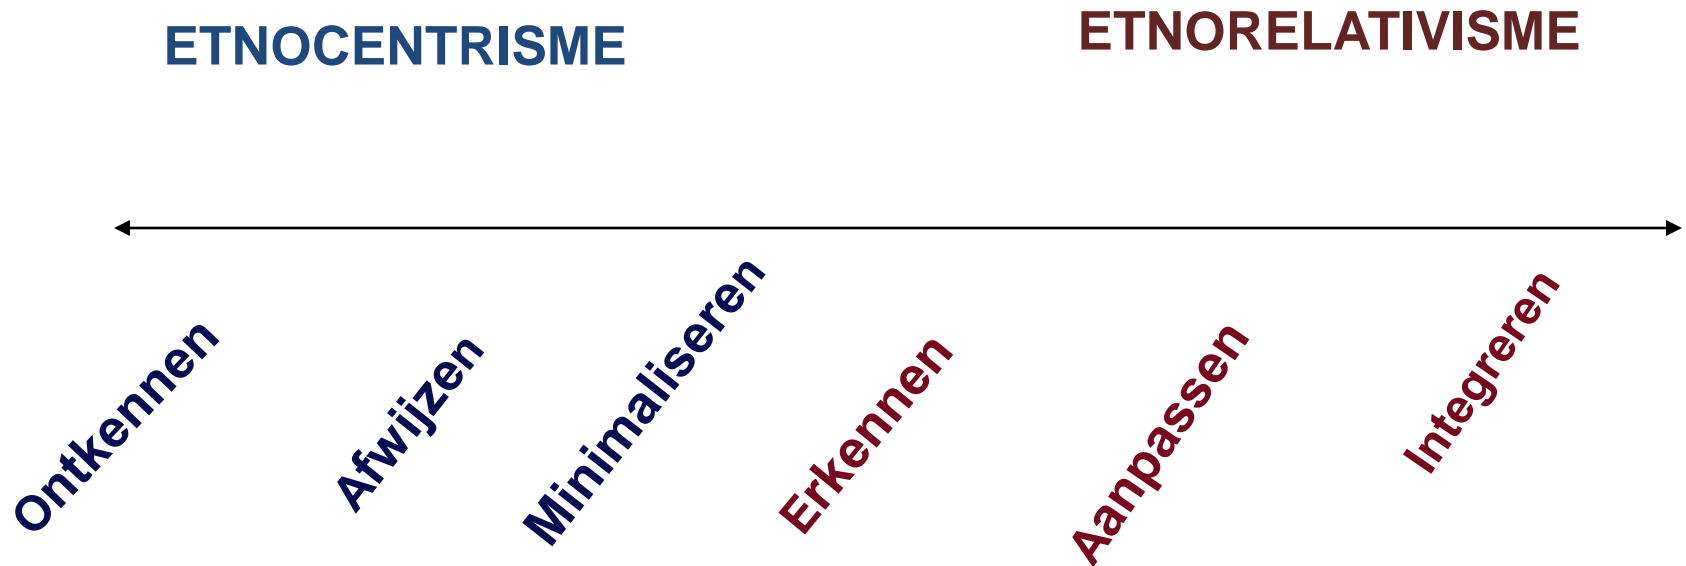 ETNOCENTRISME
ETNORELATIVISME
Ontkennen
Afwijzen
Minimaliseren
Erkennen
Aanpassen
Integreren